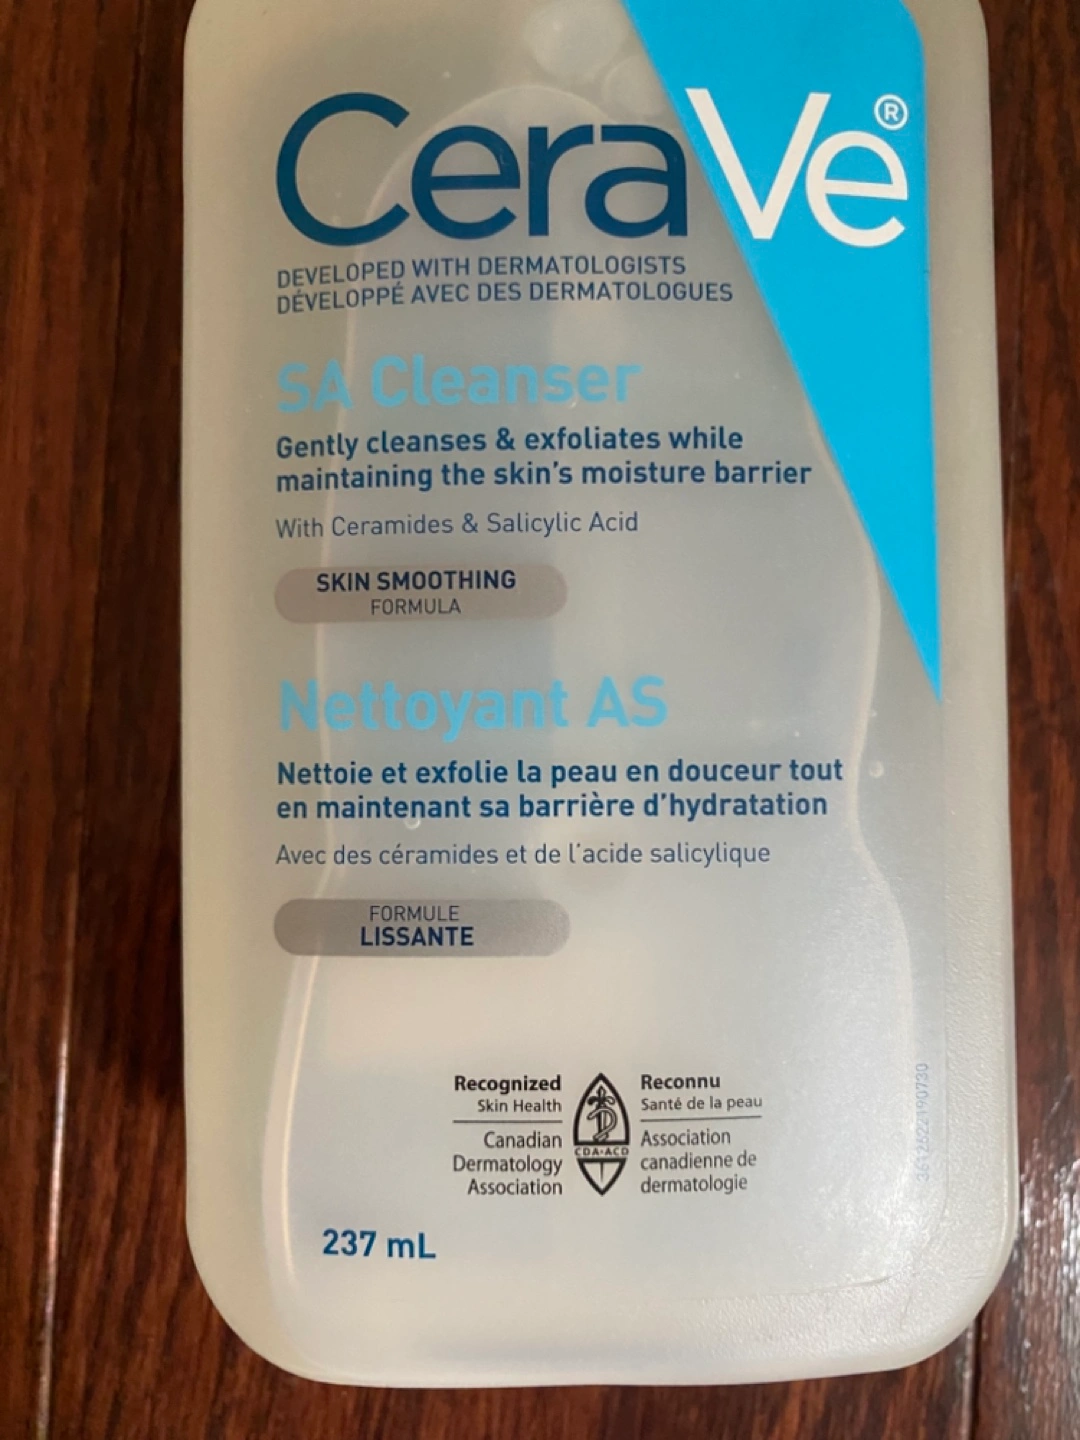 CeraVe®
DEVELOPED WITH DERMATOLOGISTS
DÉVELOPPÉ AVEC DES DERMATOLOGUES
SA Cleanser
Gently cleanses & exfoliates while
maintaining the skin's moisture barrier
With Ceramides & Salicylic Acid
SKIN SMOOTHING
FORMULA
Nettoyant AS
Nettoie et exfolie la peau en douceur tout
en maintenant sa barrière d'hydratation
Avec des céramides et de l'acide salicylique
FORMULE
LISSANTE
Recognized
Skin Health
Canadian
Dermatology
Association
CDA·ACD
Reconnu
Santé de la peau
Association
canadienne de
dermatologie
237 mL